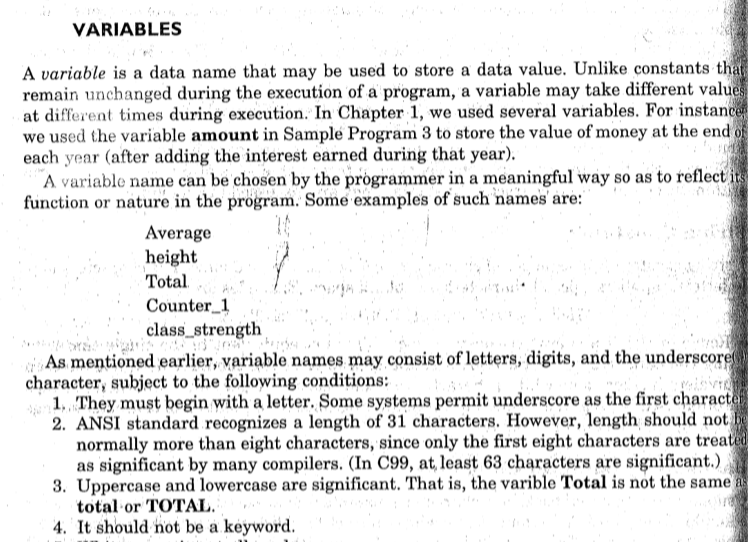 VARIABLES
A variable is a data name that may be used to store a data value. Unlike constants that
remain unchanged during the execution of a program, a variable may take different values
at different times during execution. In Chapter 1, we used several variables. For instance,
we used the variable amount in Sample Program 3 to store the value of money at the end of
each year (after adding the interest earned during that year).
A variable name can be chosen by the programmer in a meaningful way so as to reflect its
function or nature in the program. Some examples of such names are:
Average
height
Total
Counter_1
class_strength
As mentioned earlier, variable names may consist of letters, digits, and the underscore
character, subject to the following conditions:
1. They must begin with a letter. Some systems permit underscore as the first character
2. ANSI standard recognizes a length of 31 characters. However, length should not be
normally more than eight characters, since only the first eight characters are treated
as significant by many compilers. (In C99, at least 63 characters are significant.)
3. Uppercase and lowercase are significant. That is, the varible Total is not the same as
total or TOTAL.
4. It should not be a keyword.